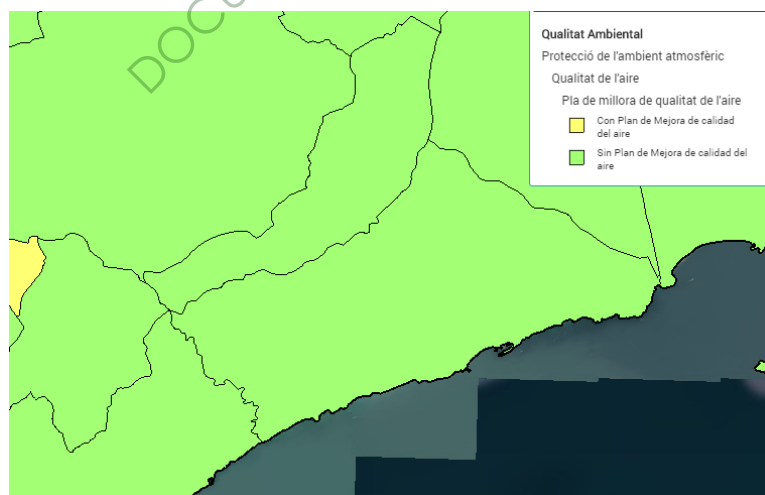 DOCU
Qualitat Ambiental
Protecció de l'ambient atmosfèric
Qualitat de l'aire
Pla de millora de qualitat de l'aire
Con Plan de Mejora de calidad
del aire
Sin Plan de Mejora de calidad del
aire